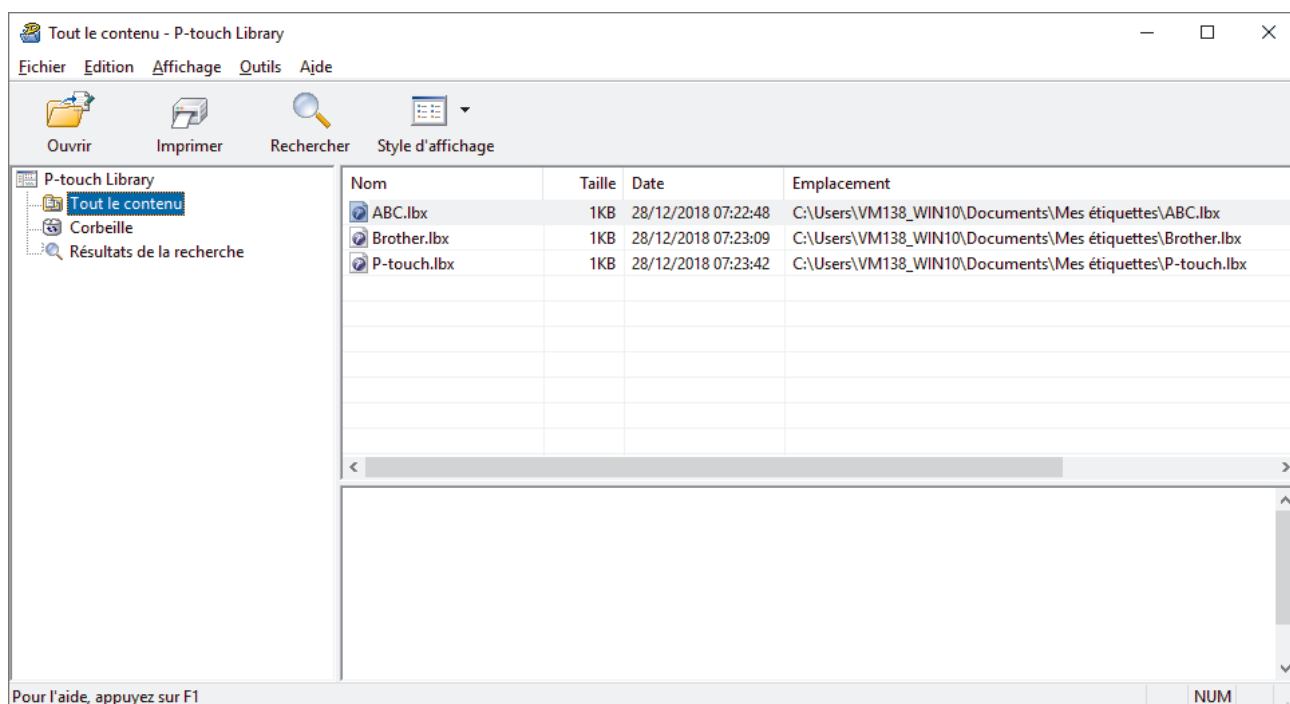 Tout le contenu - P-touch Library
Fichier Edition Affichage Outils Aide
Ouvrir Imprimer Rechercher Style d'affichage
P-touch Library
Tout le contenu
Corbeille
Résultats de la recherche
Nom Taille Date Emplacement
ABC.lbx 1KB 28/12/2018 07:22:48 C:\Users\VM138_WIN10\Documents\Mes étiquettes\ABC.lbx
Brother.lbx 1KB 28/12/2018 07:23:09 C:\Users\VM138_WIN10\Documents\Mes étiquettes\Brother.lbx
P-touch.lbx 1KB 28/12/2018 07:23:42 C:\Users\VM138_WIN10\Documents\Mes étiquettes\P-touch.lbx
Pour l'aide, appuyez sur F1 NUM